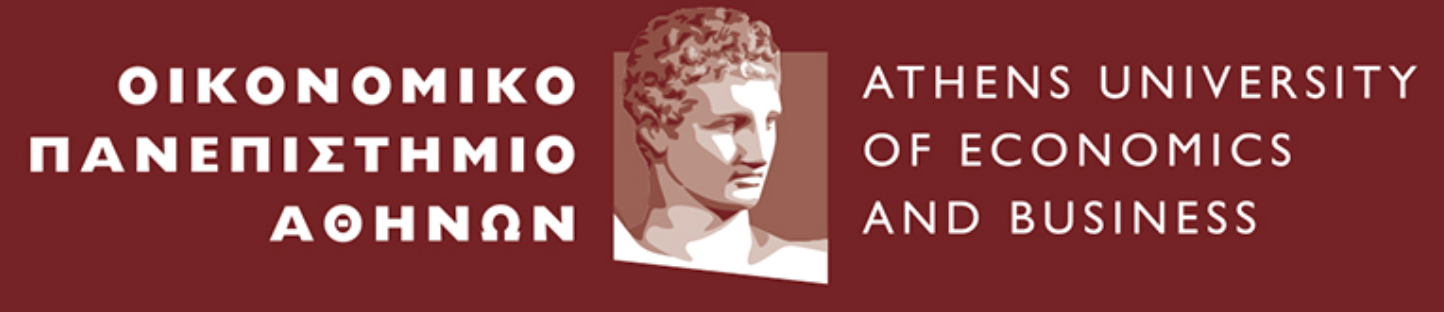 ΟΙΚΟΝΟΜΙΚΟ
ΠΑΝΕΠΙΣΤΗΜΙΟ
ΑΘΗΝΩΝ
ATHENS UNIVERSITY
OF ECONOMICS
AND BUSINESS